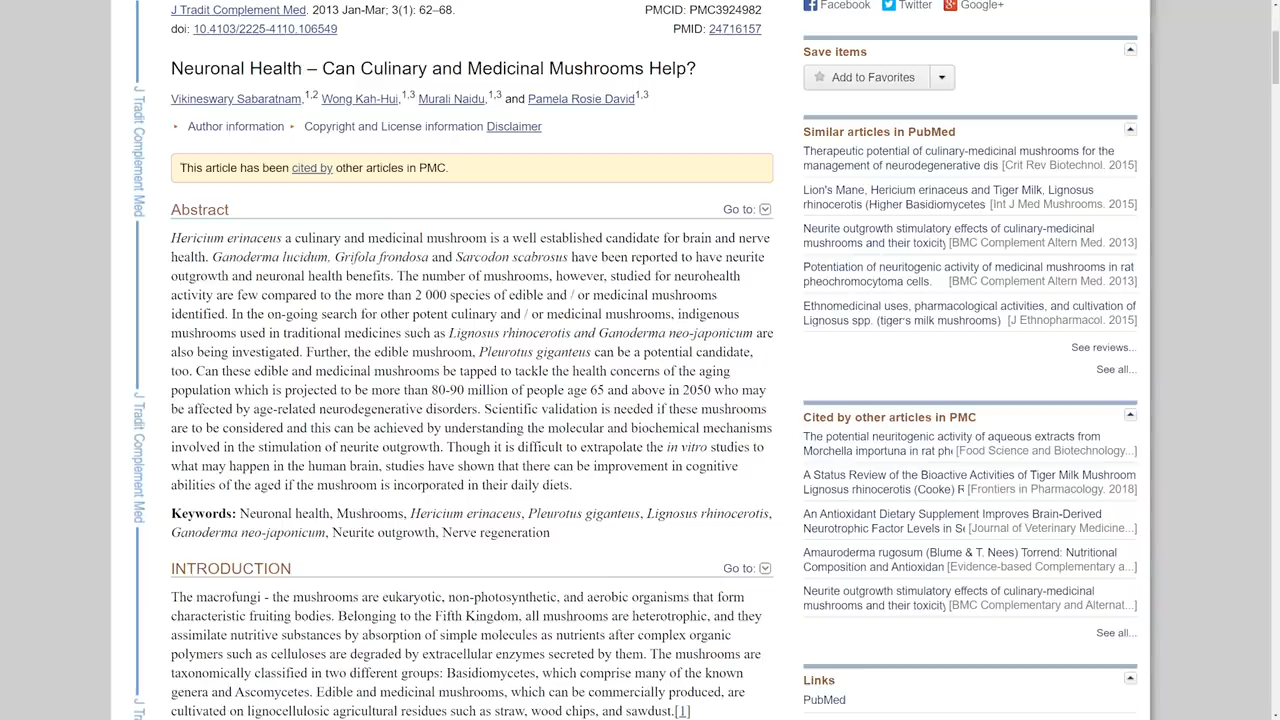 J Tradit Complement Med. 2013 Jan-Mar; 3(1): 62–68.
doi: 10.4103/2225-4110.106549
PMCID: PMC3924982
PMID: 24716157
Neuronal Health – Can Culinary and Medicinal Mushrooms Help?
Vikineswary Sabaratnam,1,2 Wong Kah-Hui,1,3 Murali Naidu,1,3 and Pamela Rosie David1,3
Author information Copyright and License information Disclaimer
This article has been cited by other articles in PMC.
Abstract
Go to:
Hericium erinaceus a culinary and medicinal mushroom is a well established candidate for brain and nerve
health. Ganoderma lucidum, Grifola frondosa and Sarcodon scabrosus have been reported to have neurite
outgrowth and neuronal health benefits. The number of mushrooms, however, studied for neurohealth
activity are few compared to the more than 2 000 species of edible and / or medicinal mushrooms
identified. In the on-going search for other potent culinary and / or medicinal mushrooms, indigenous
mushrooms used in traditional medicines such as Lignosus rhinocerotis and Ganoderma neo-japonicum are
also being investigated. Further, the edible mushroom, Pleurotus giganteus can be a potential candidate,
too. Can these edible and medicinal mushrooms be tapped to tackle the health concerns of the aging
population which is projected to be more than 80-90 million of people age 65 and above in 2050 who may
be affected by age-related neurodegenerative disorders. Scientific validation is needed if these mushrooms
are to be considered and this can be achieved by understanding the molecular and biochemical mechanisms
involved in the stimulation of neurite outgrowth. Though it is difficult to extrapolate the in vitro studies to
what may happen in the human brain, studies have shown that there can be improvement in cognitive
abilities of the aged if the mushroom is incorporated in their daily diets.
Keywords: Neuronal health, Mushrooms, Hericium erinaceus, Pleurotus giganteus, Lignosus rhinocerotis,
Ganoderma neo-japonicum, Neurite outgrowth, Nerve regeneration
INTRODUCTION
Go to:
The macrofungi - the mushrooms are eukaryotic, non-photosynthetic, and aerobic organisms that form
characteristic fruit bodies. Belonging to the Fifth Kingdom, all mushrooms are heterotrophic, and they
assimilate nutritive substances by absorption of simple molecules as nutrients after complex organic
polymers such as celluloses are degraded by extracellular enzymes secreted by them. The mushrooms are
taxonomically classified in two different groups: Basidiomycetes, which comprise many of the known
genera and Ascomycetes. Edible and medicinal mushrooms, which can be commercially produced, are
cultivated on lignocellulosic agricultural residues such as straw, wood chips, and sawdust.[1]
J Tradit Complement Med
J Tradit Complement Med
J Tra
Facebook Twitter Google+
Save items
Add to Favorites
Similar articles in PubMed
Therapeutic potential of culinary-medicinal mushrooms for the
management of neurodegenerative dis [Crit Rev Biotechnol. 2015]
Lion's Mane, Hericium erinaceus and Tiger Milk, Lignosus
rhinocerotis (Higher Basidiomycetes [Int J Med Mushrooms. 2015]
Neurite outgrowth stimulatory effects of culinary-medicinal
mushrooms and their toxicity [BMC Complement Altern Med. 2013]
Potentiation of neuritogenic activity of medicinal mushrooms in rat
pheochromocytoma cells. [BMC Complement Altern Med. 2013]
Ethnomedicinal uses, pharmacological activities, and cultivation of
Lignosus spp. (tiger's milk mushrooms) [J Ethnopharmacol. 2015]
See reviews...
See all...
Cited by other articles in PMC
The potential neuritogenic activity of aqueous extracts from
Morchella importuna in rat phe [Food Science and Biotechnology...]
A States Review of the Bioactive Activities of Tiger Milk Mushroom
Lignosus rhinocerotis (Cooke) R [Frontiers in Pharmacology. 2018]
An Antioxidant Dietary Supplement Improves Brain-Derived
Neurotrophic Factor Levels in Se [Journal of Veterinary Medicine...]
Amauroderma rugosum (Blume & T. Nees) Torrend: Nutritional
Composition and Antioxidan [Evidence-based Complementary a...]
Neurite outgrowth stimulatory effects of culinary-medicinal
mushrooms and their toxicity [BMC Complementary and Alternat...]
See all...
Links
PubMed